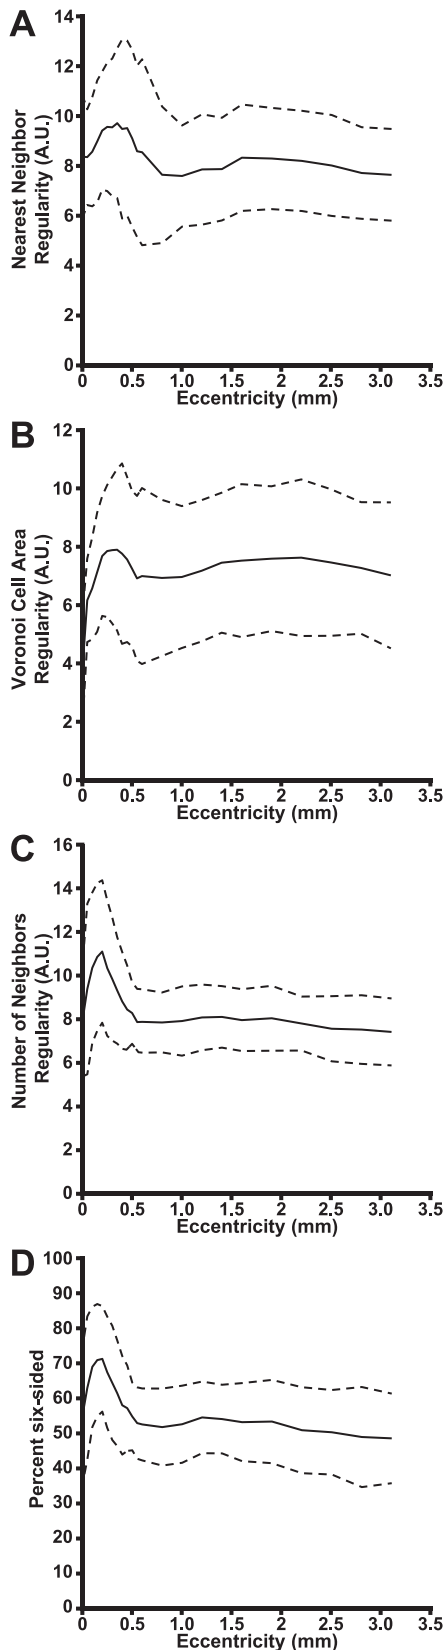 A
14
12
10
8
6
4
2
0
Nearest Neighbor
Regularity (A.U.)
0 0.5 1.0 1.5 2 2.5 3.0 3.5
Eccentricity (mm)
B
12
10
8
6
4
2
0
Voronoi Cell Area
Regularity (A.U.)
0 0.5 1.0 1.5 2 2.5 3.0 3.5
Eccentricity (mm)
C
16
14
12
10
8
6
4
2
0
Number of Neighbors
Regularity (A.U.)
0 0.5 1.0 1.5 2 2.5 3.0 3.5
Eccentricity (mm)
D
100
90
80
70
60
50
40
30
20
10
0
Percent six-sided
0 0.5 1.0 1.5 2 2.5 3.0 3.5
Eccentricity (mm)